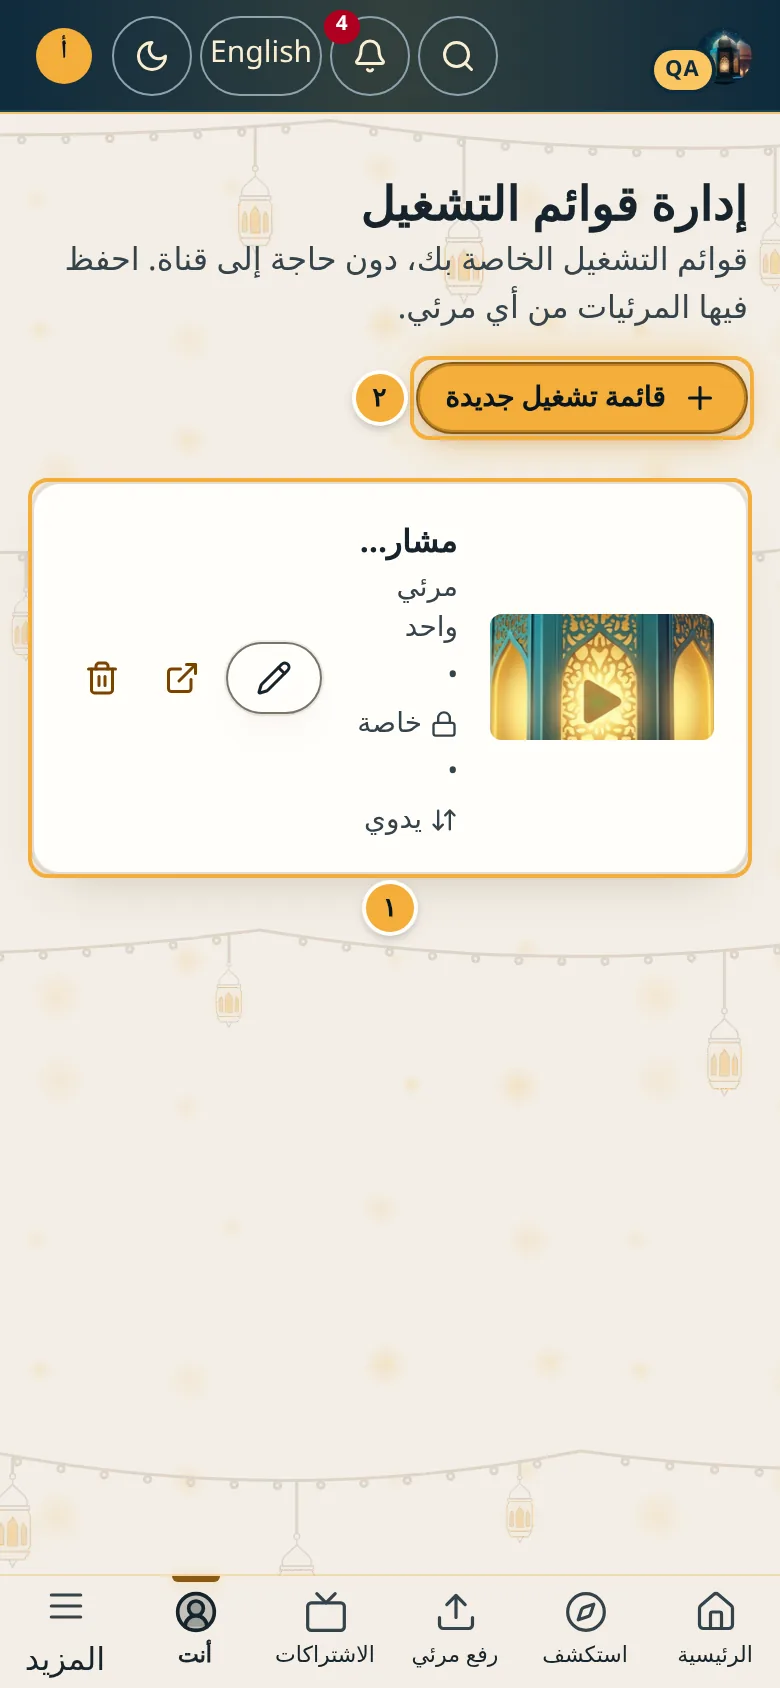 QA
4
English
أ
إدارة قوائم التشغيل
قوائم التشغيل الخاصة بك، دون حاجة إلى قناة. احفظ
فيها المرئيات من أي مرئي.
قائمة تشغيل جديدة
٢
مشار...
مرئي
واحد
•
خاصة
•
يدوي
١
الرئيسية
استكشف
رفع مرئي
الاشتراكات
أنت
المزيد